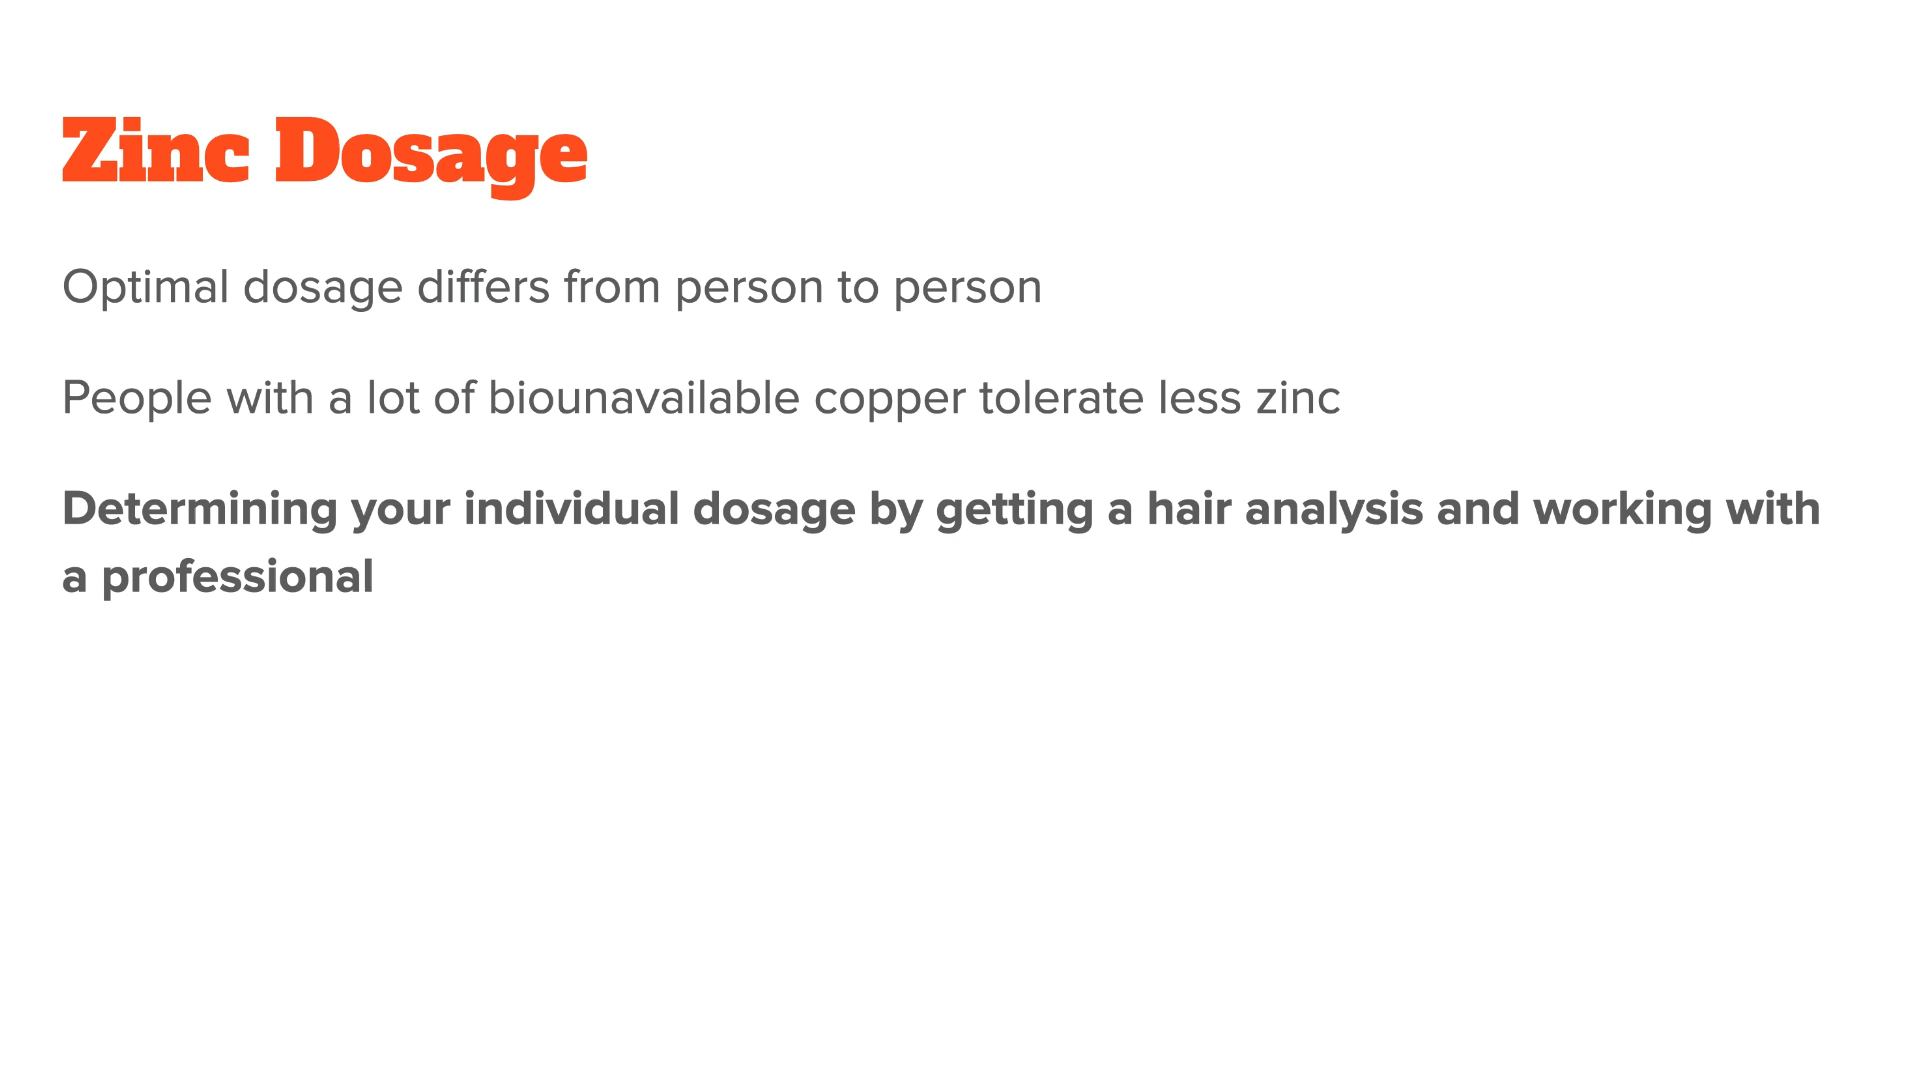 Zinc Dosage
Optimal dosage differs from person to person
People with a lot of biounavailable copper tolerate less zinc
Determining your individual dosage by getting a hair analysis and working with
a professional